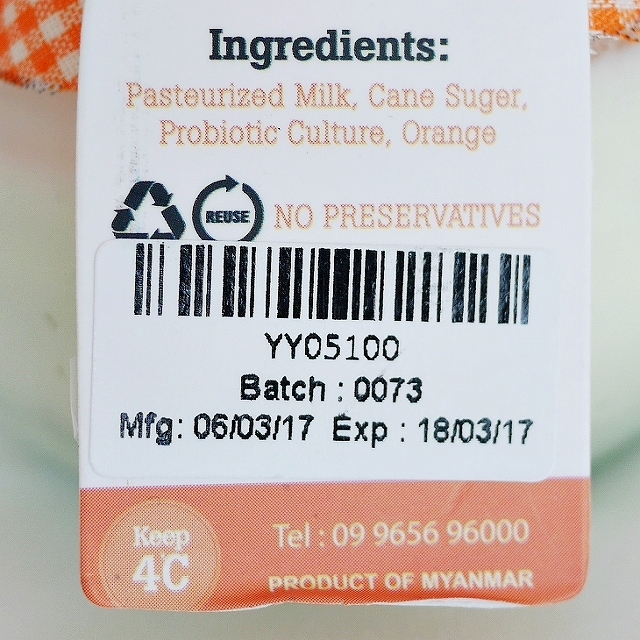 Ingredients:
Pasteurized Milk, Cane Suger,
Probiotic Culture, Orange
REUSE
NO PRESERVATIVES
YY05100
Batch : 0073
Mfg: 06/03/17 Exp : 18/03/17
Keep
4C
Tel : 09 9656 96000
PRODUCT OF MYANMAR